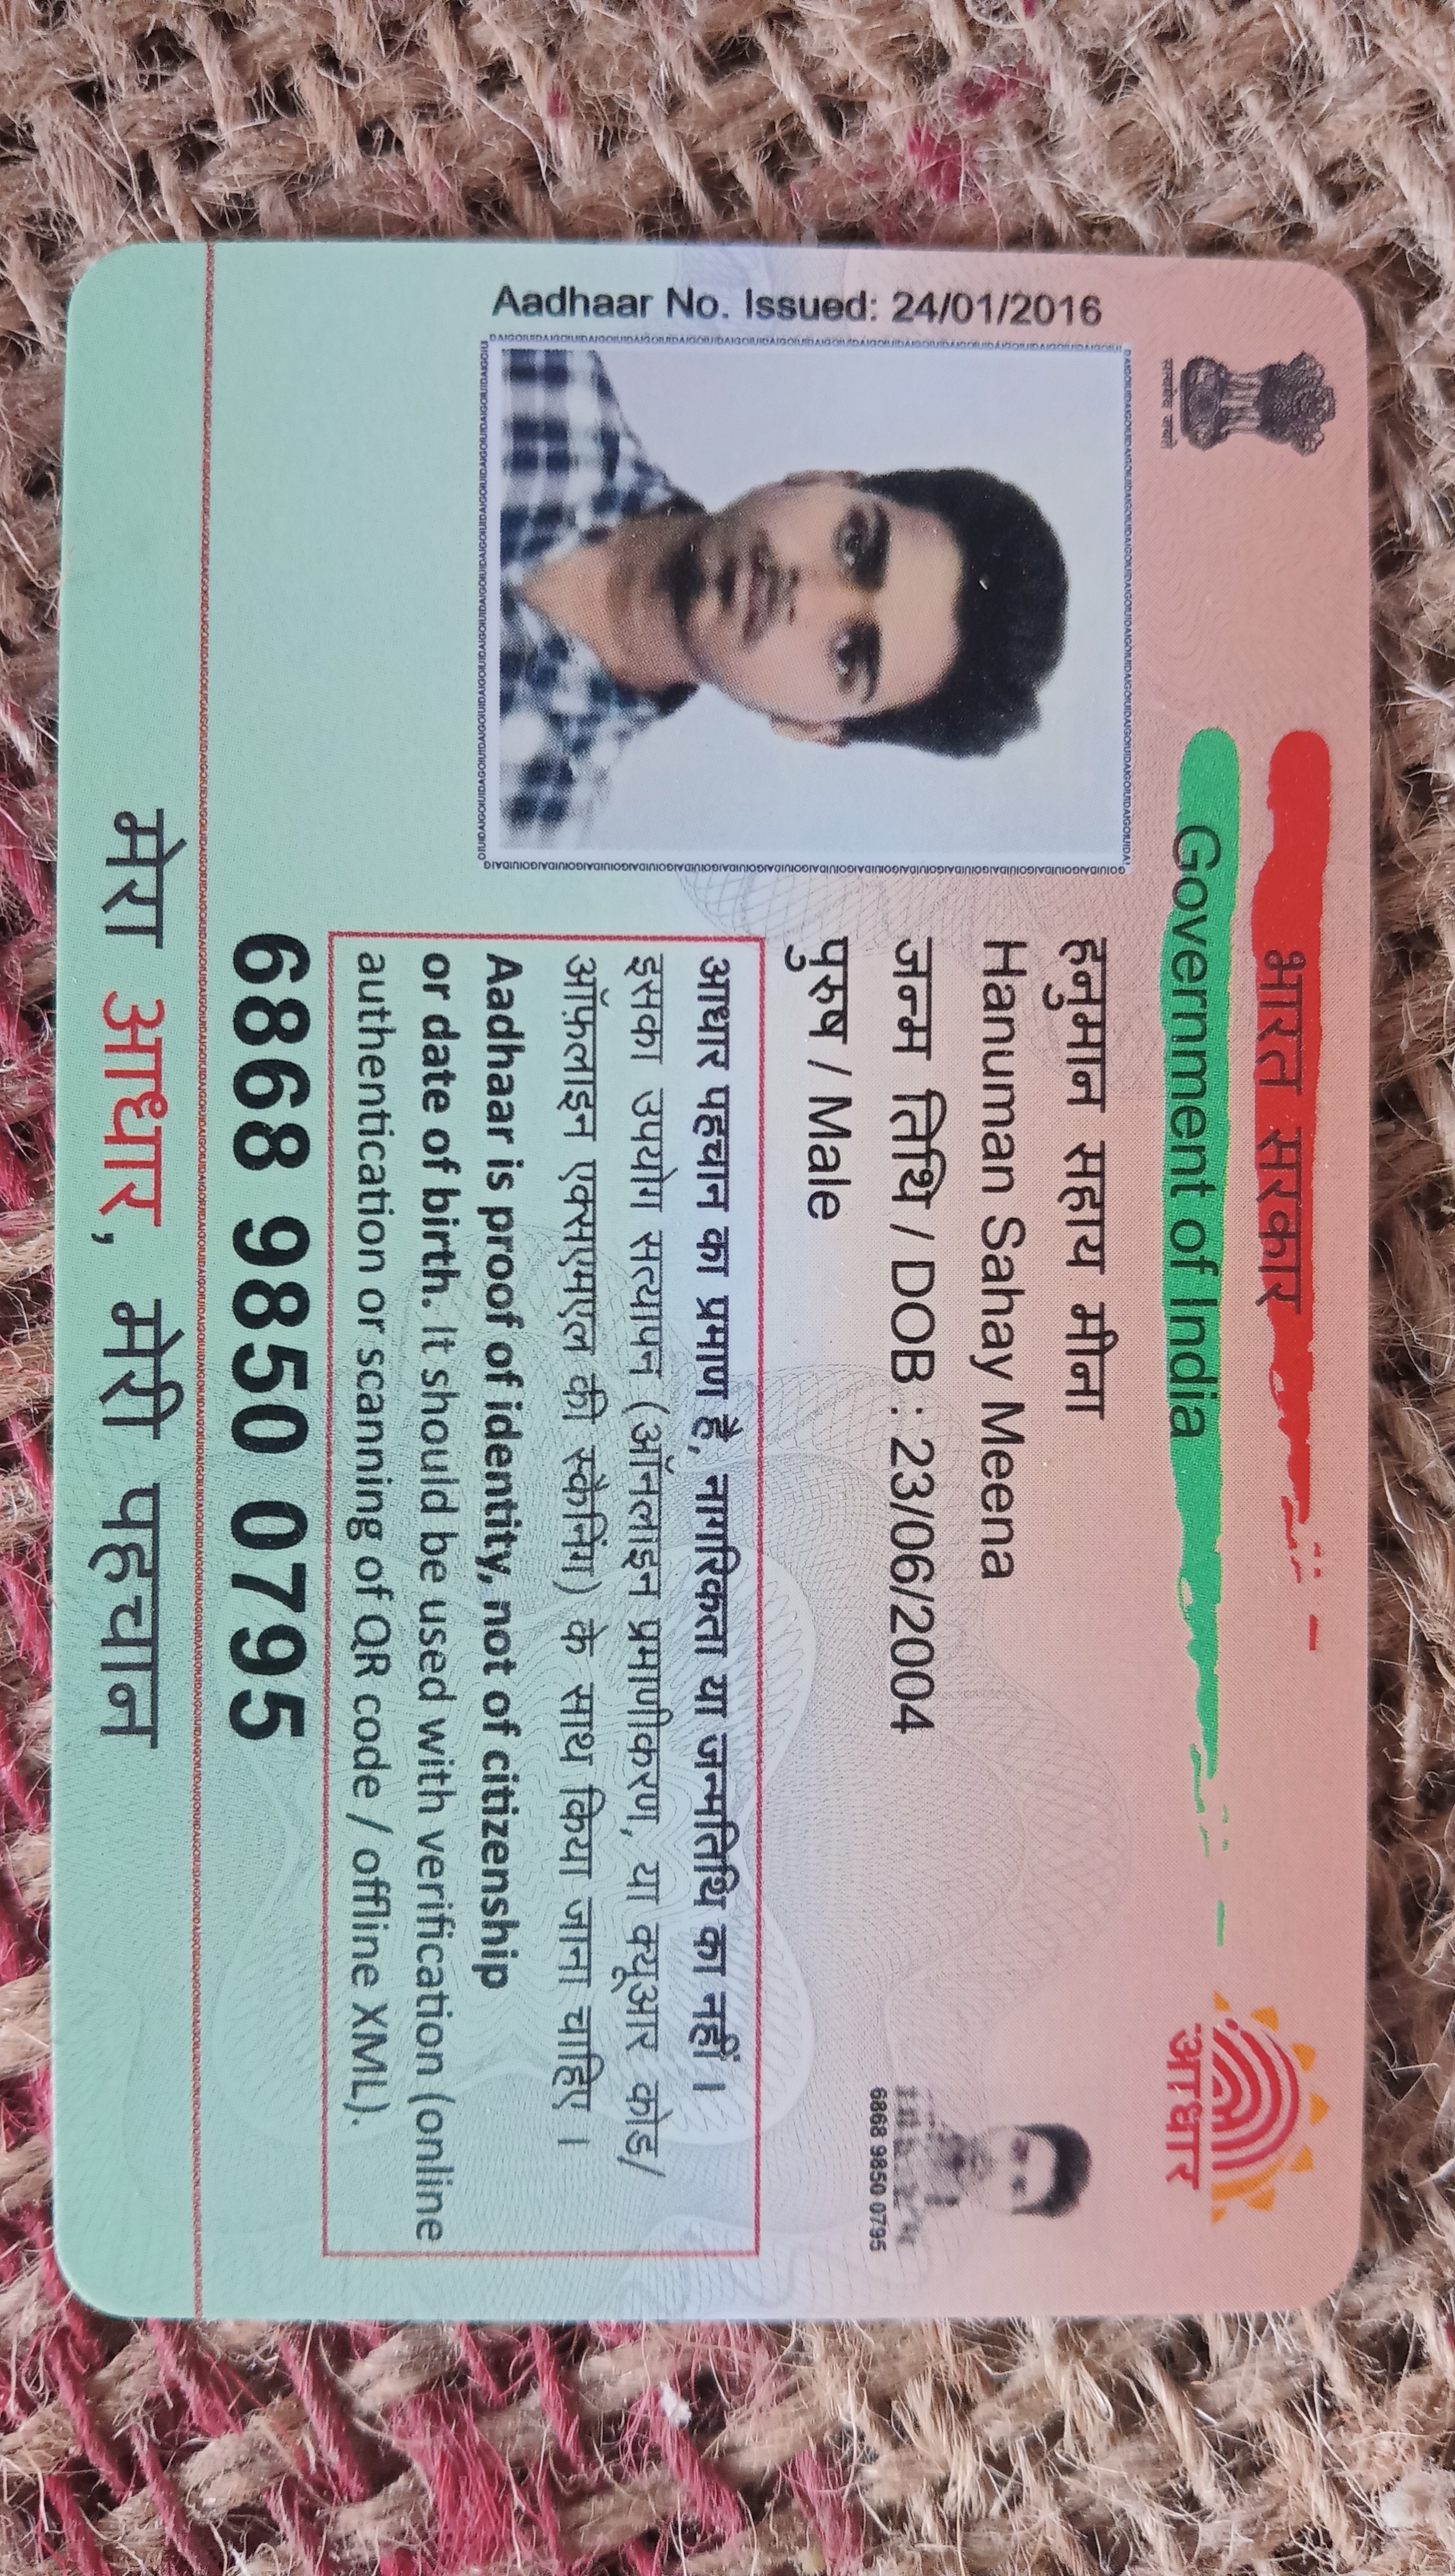 सत्यमेव जयते
भारत सरकार
Government of India
आधार
Aadhaar No. Issued: 24/01/2016
हनुमान सहाय मीना
Hanuman Sahay Meena
जन्म तिथि / DOB : 23/06/2004
पुरुष / Male
6868 9850 0795
आधार पहचान का प्रमाण है, नागरिकता या जन्मतिथि का नहीं ।
इसका उपयोग सत्यापन (ऑनलाइन प्रमाणीकरण, या क्यूआर कोड/
ऑफ़लाइन एक्सएमएल की स्कैनिंग) के साथ किया जाना चाहिए ।
Aadhaar is proof of identity, not of citizenship
or date of birth. It should be used with verification (online
authentication or scanning of QR code / offline XML).
6868 9850 0795
मेरा आधार, मेरी पहचान